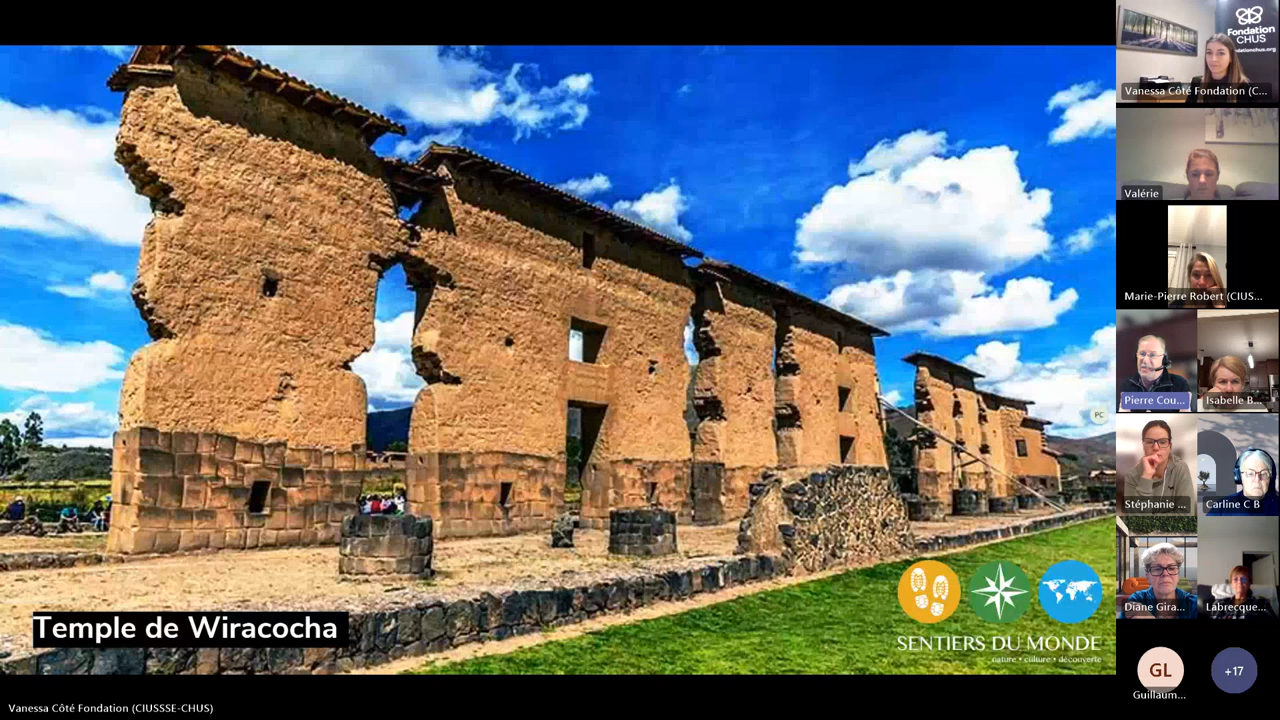 Temple de Wiracocha
SENTIERS DU MONDE
nature • culture • découverte
PC
Vanessa Côté Fondation (CIUSSSE-CHUS)
Fondation
CHUS
Vanessa Côté Fondation (C...
Valérie
Marie-Pierre Robert (CIUS...
Pierre Cou...
Isabelle B...
Stéphanie ...
Carline C B
Diane Gira...
Labrecque...
GL
Guillaum...
+17